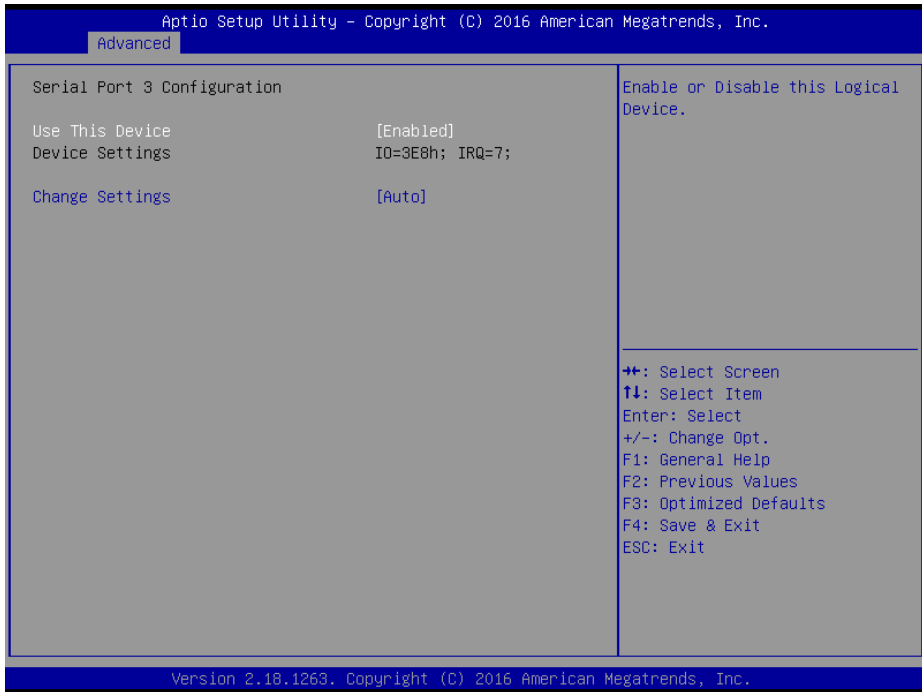 Aptio Setup Utility – Copyright (C) 2016 American Megatrends, Inc.
Advanced
Serial Port 3 Configuration
Use This Device [Enabled]
Device Settings IO=3E8h; IRQ=7;
Change Settings [Auto]
Enable or Disable this Logical
Device.
→←: Select Screen
↑↓: Select Item
Enter: Select
+/-: Change Opt.
F1: General Help
F2: Previous Values
F3: Optimized Defaults
F4: Save & Exit
ESC: Exit
Version 2.18.1263. Copyright (C) 2016 American Megatrends, Inc.